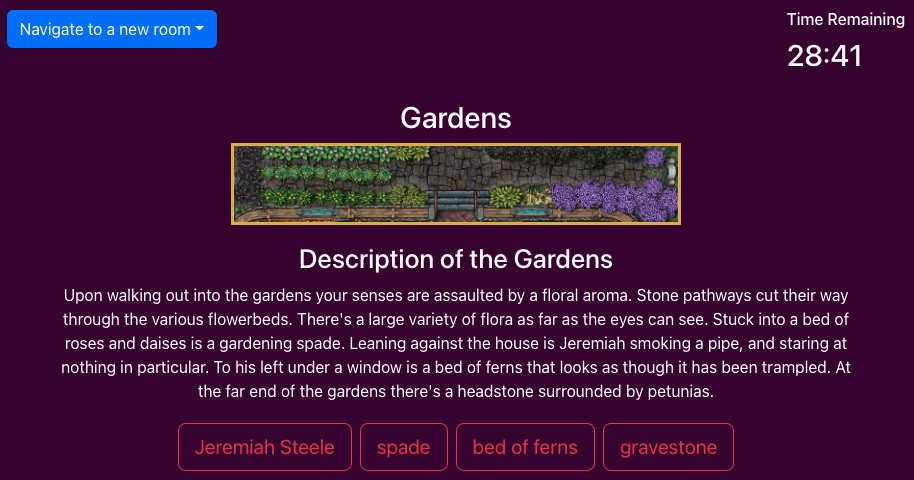 Navigate to a new room
Time Remaining
28:41
Gardens
Description of the Gardens
Upon walking out into the gardens your senses are assaulted by a floral aroma. Stone pathways cut their way
through the various flowerbeds. There's a large variety of flora as far as the eyes can see. Stuck into a bed of
roses and daises is a gardening spade. Leaning against the house is Jeremiah smoking a pipe, and staring at
nothing in particular. To his left under a window is a bed of ferns that looks as though it has been trampled. At
the far end of the gardens there's a headstone surrounded by petunias.
Jeremiah Steele
spade
bed of ferns
gravestone